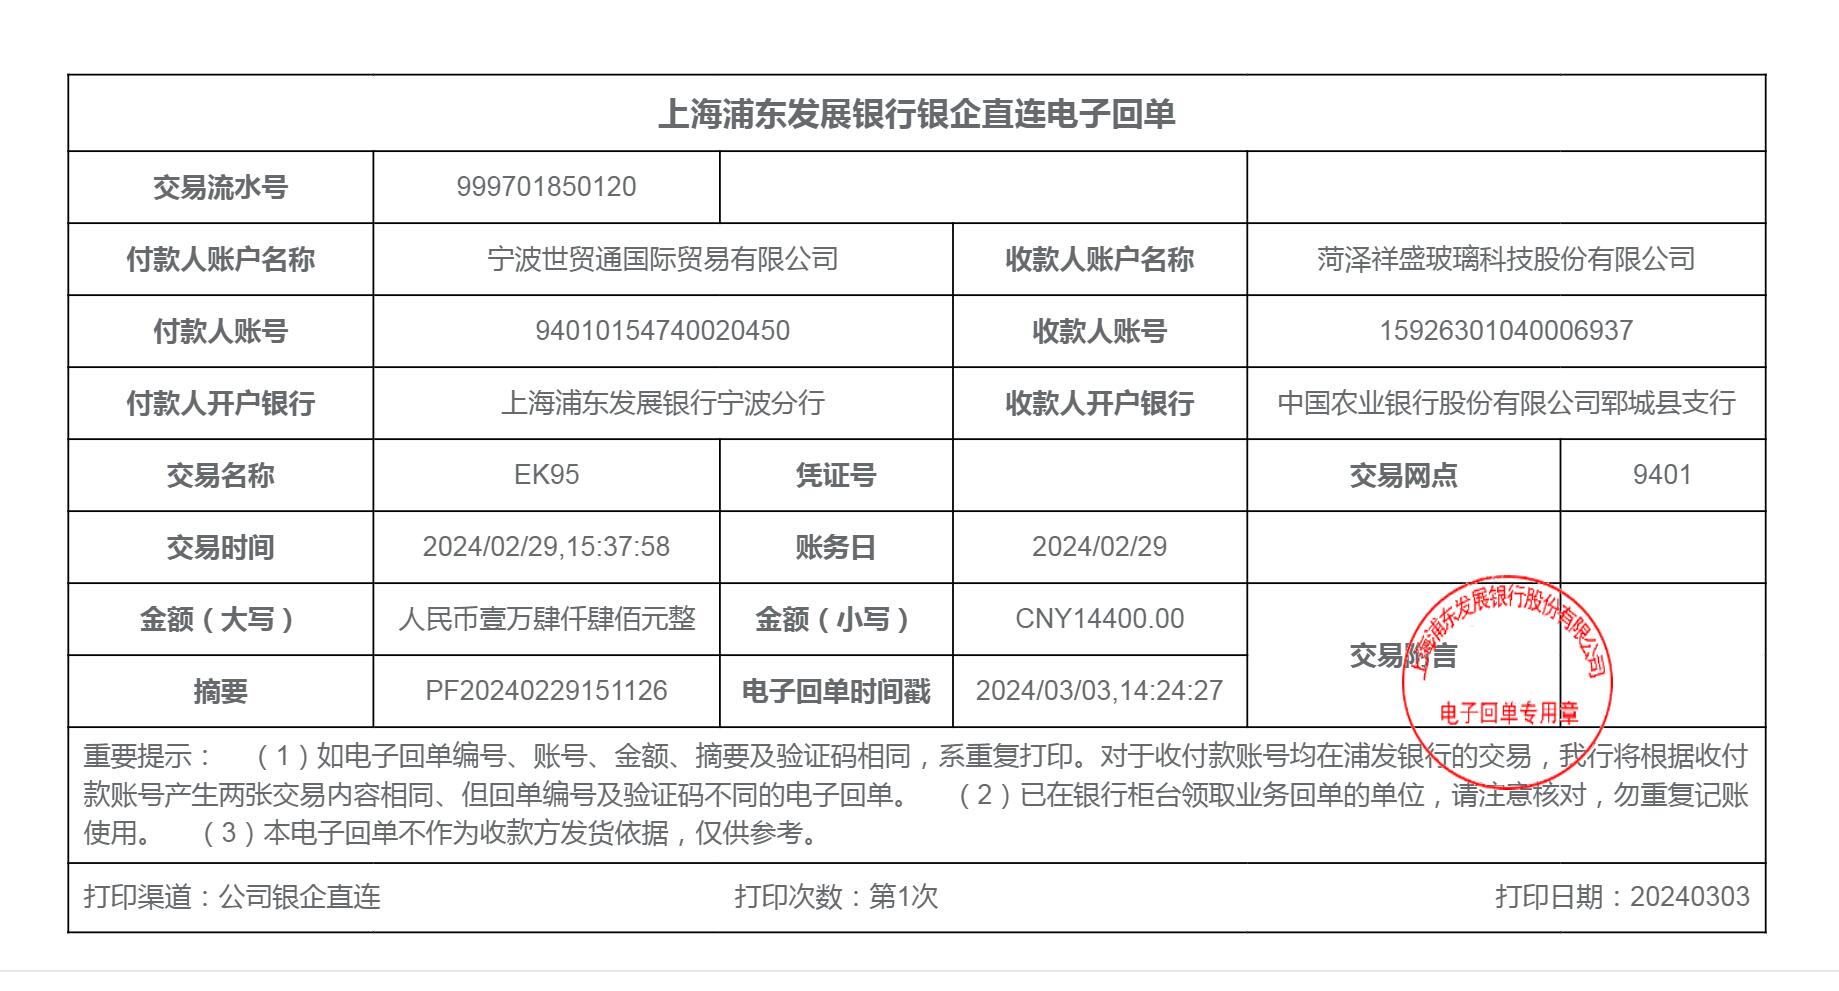 上海浦东发展银行银企直连电子回单
交易流水号 999701850120
付款人账户名称 宁波世贸通国际贸易有限公司 收款人账户名称 菏泽祥盛玻璃科技股份有限公司
付款人账号 94010154740020450 收款人账号 15926301040006937
付款人开户银行 上海浦东发展银行宁波分行 收款人开户银行 中国农业银行股份有限公司郓城县支行
交易名称 EK95 凭证号 交易网点 9401
交易时间 2024/02/29,15:37:58 账务日 2024/02/29
金额（大写） 人民币壹万肆仟肆佰元整 金额（小写） CNY14400.00
交易附言
摘要 PF20240229151126 电子回单时间戳 2024/03/03,14:24:27
上海浦东发展银行股份有限公司
电子回单专用章
重要提示： （1）如电子回单编号、账号、金额、摘要及验证码相同，系重复打印。对于收付款账号均在浦发银行的交易，我行将根据收付
款账号产生两张交易内容相同、但回单编号及验证码不同的电子回单。 （2）已在银行柜台领取业务回单的单位，请注意核对，勿重复记账
使用。 （3）本电子回单不作为收款方发货依据，仅供参考。
打印渠道：公司银企直连 打印次数：第1次 打印日期：20240303